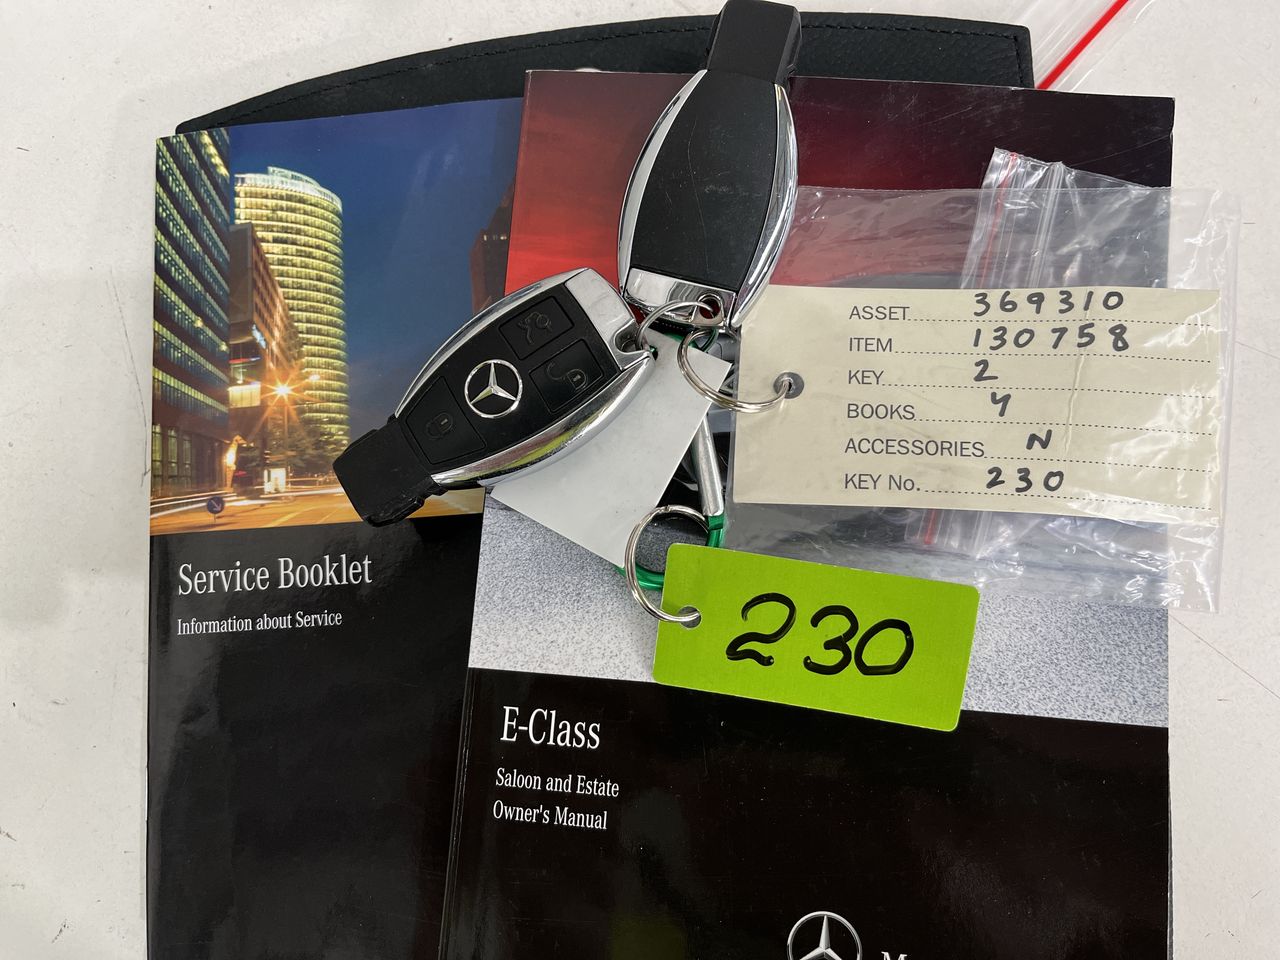 ASSET 369310
ITEM 130758
KEY 2
BOOKS Y
ACCESSORIES N
KEY No. 230
230
Service Booklet
Information about Service
E-Class
Saloon and Estate
Owner's Manual